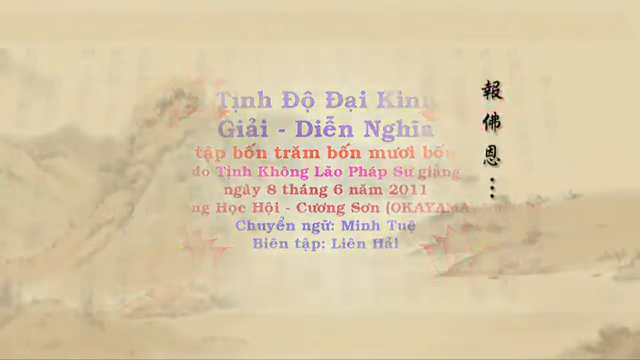 Tịnh Độ Đại Kinh
Giải - Diễn Nghĩa
tập bốn trăm bốn mươi bốn
do Tịnh Không Lão Pháp Sư giảng
ngày 8 tháng 6 năm 2011
Học Hội - Cương Sơn (OKAYAMA
Chuyển ngữ: Minh Tuệ
Biên tập: Liên Hải
報佛恩…